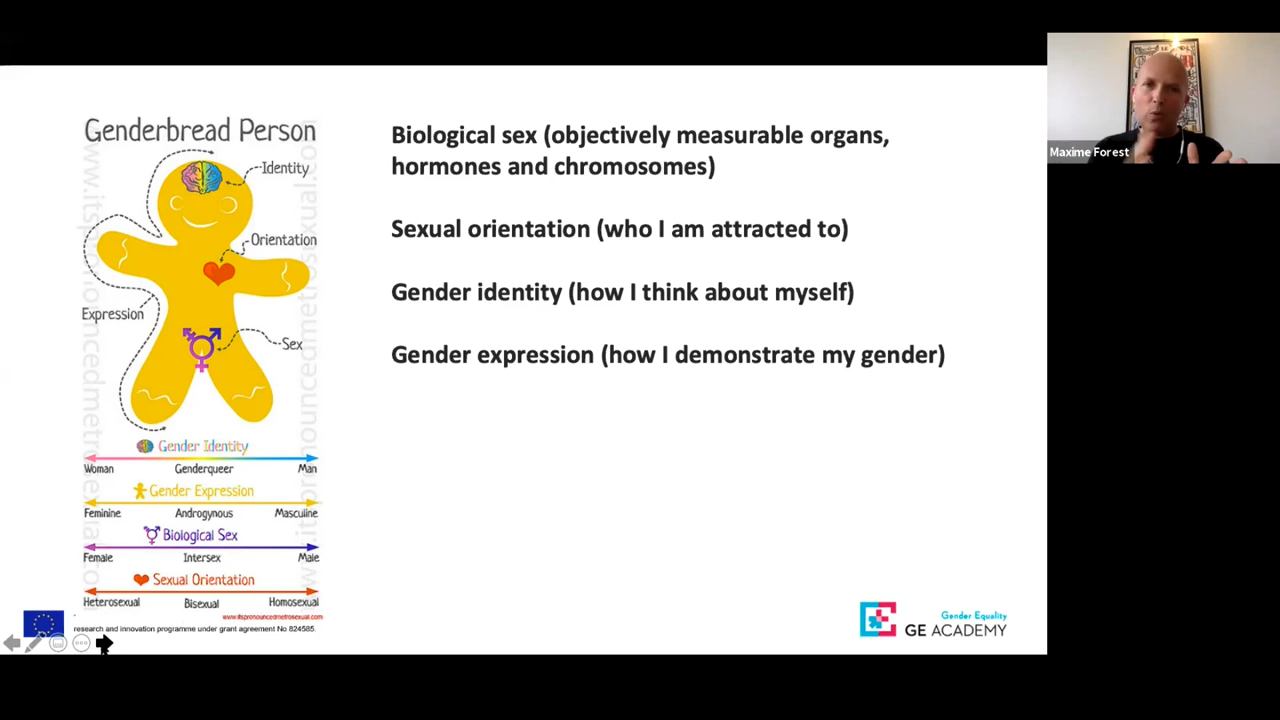 Genderbread Person
Identity
Orientation
Expression
Sex
Gender Identity
Woman Genderqueer Man
Gender Expression
Feminine Androgynous Masculine
Biological Sex
Female Intersex Male
Sexual Orientation
Heterosexual Bisexual Homosexual
www.itspronouncedmetrosexual.com
research and innovation programme under grant agreement No 824585.
Biological sex (objectively measurable organs,
hormones and chromosomes)
Sexual orientation (who I am attracted to)
Gender identity (how I think about myself)
Gender expression (how I demonstrate my gender)
Gender Equality
GE ACADEMY
Maxime Forest